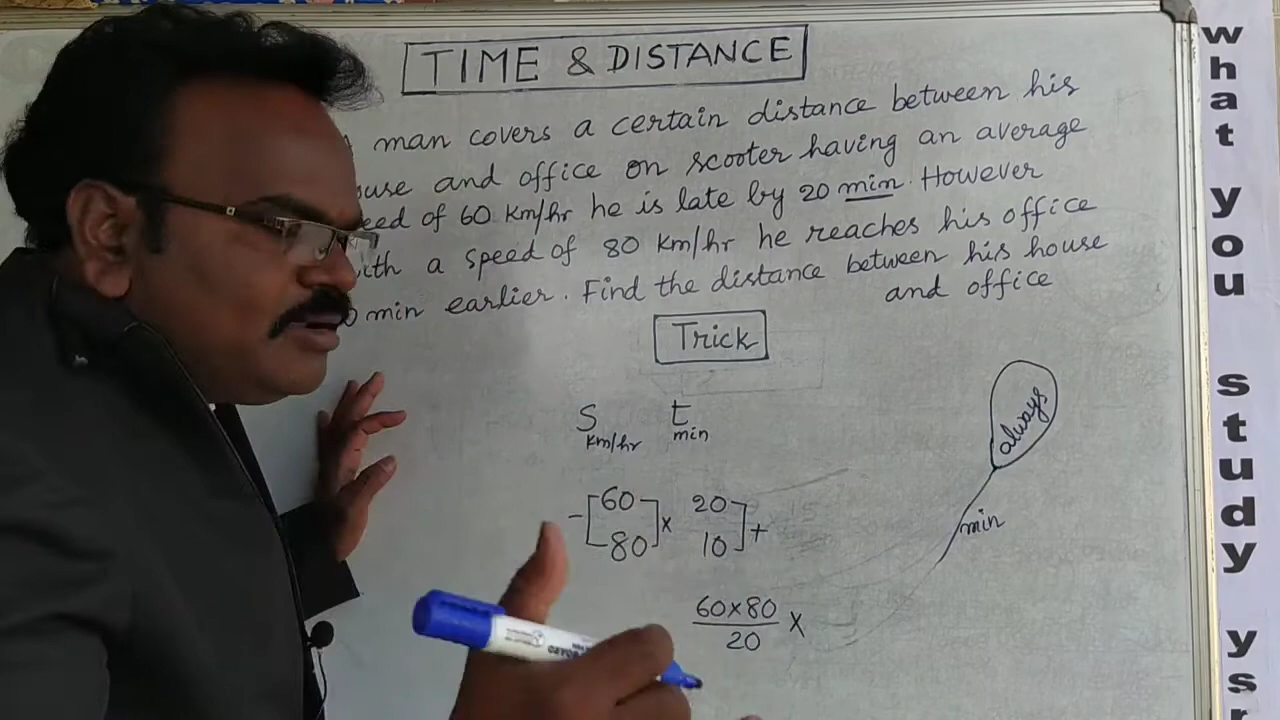 TIME & DISTANCE
man covers a certain distance between his
and office on scooter having an average
of 60 km/hr he is late by 20 min. However
a speed of 80 km/hr he reaches his office
min earlier. Find the distance between his house
and office
Trick
S t
km/hr min
-[60]× 20]+
[80] 10]
60×80 ×
20
always
min
what you study